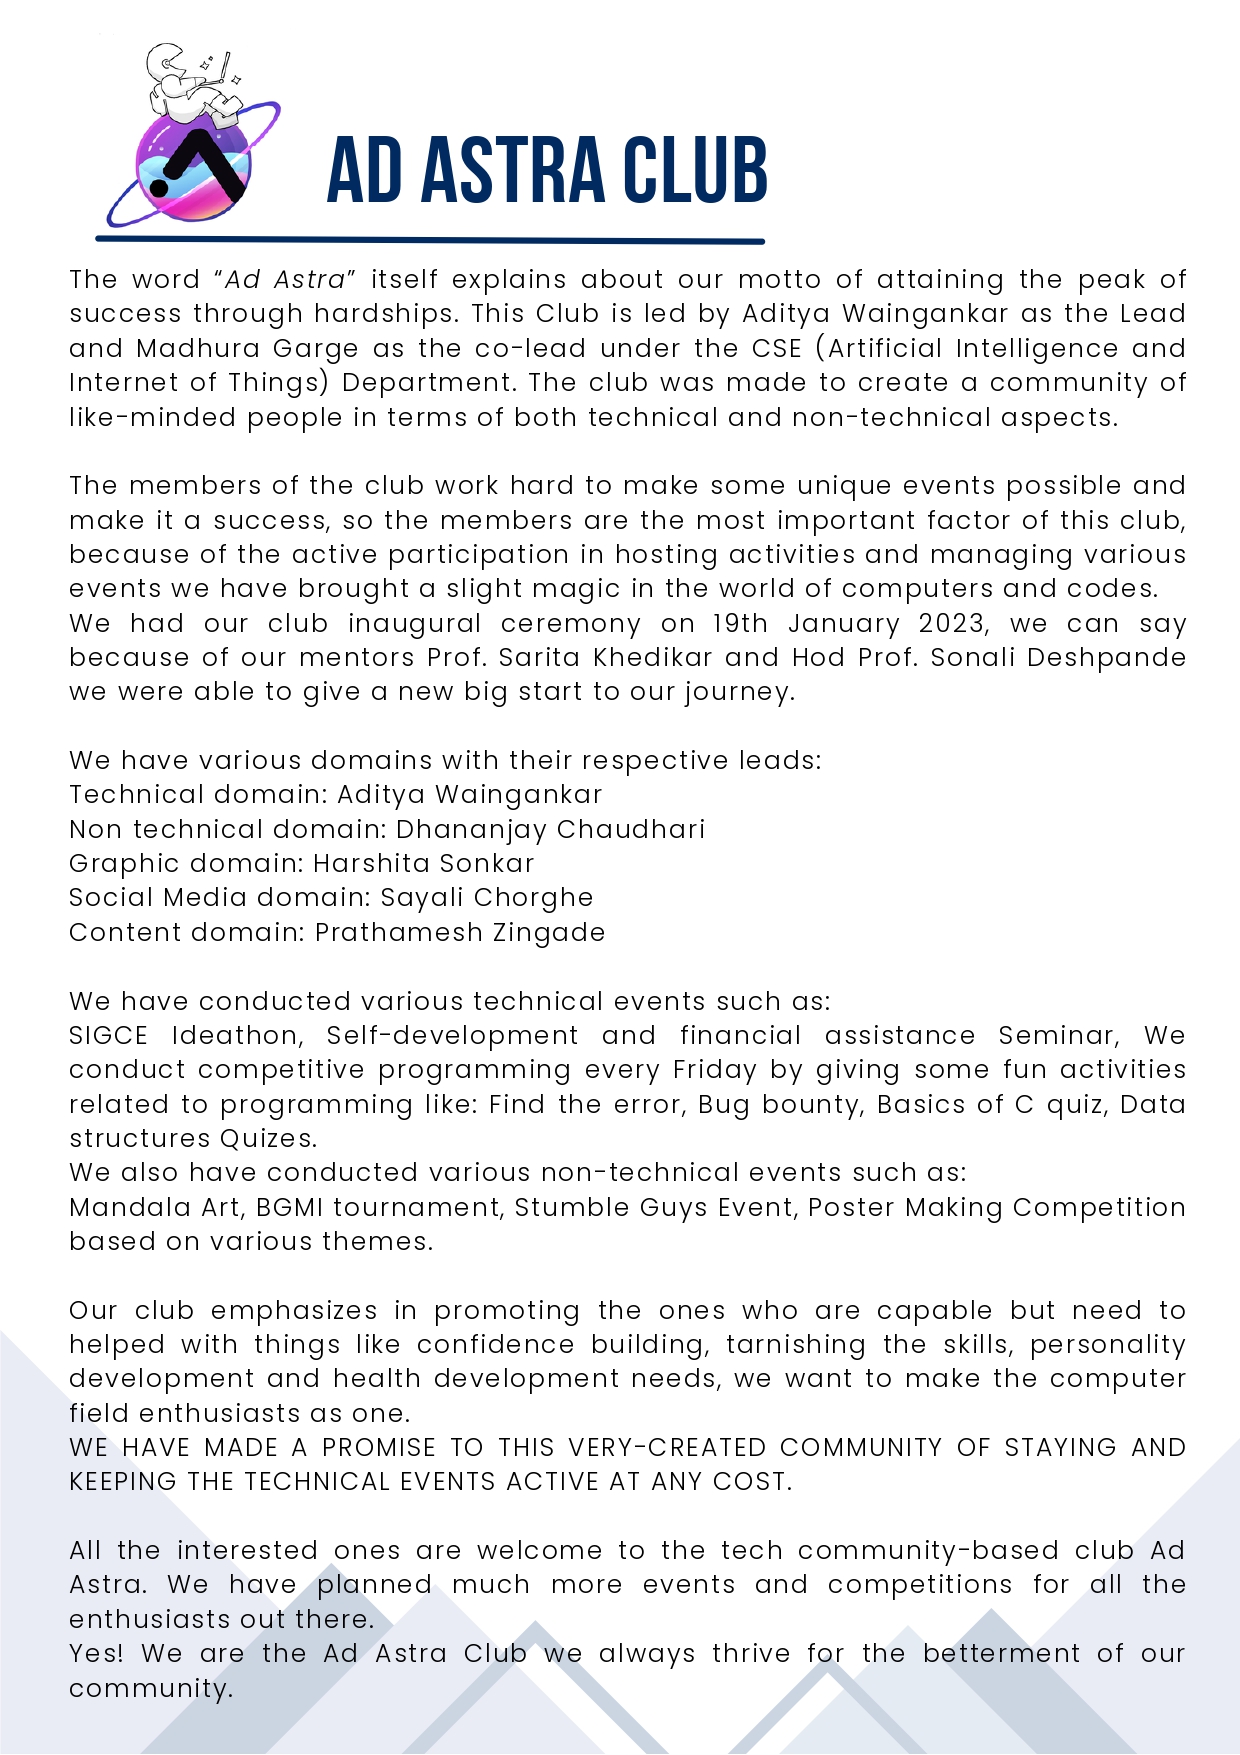 AD ASTRA CLUB
The word “Ad Astra” itself explains about our motto of attaining the peak of
success through hardships. This Club is led by Aditya Waingankar as the Lead
and Madhura Garge as the co-lead under the CSE (Artificial Intelligence and
Internet of Things) Department. The club was made to create a community of
like-minded people in terms of both technical and non-technical aspects.
The members of the club work hard to make some unique events possible and
make it a success, so the members are the most important factor of this club,
because of the active participation in hosting activities and managing various
events we have brought a slight magic in the world of computers and codes.
We had our club inaugural ceremony on 19th January 2023, we can say
because of our mentors Prof. Sarita Khedikar and Hod Prof. Sonali Deshpande
we were able to give a new big start to our journey.
We have various domains with their respective leads:
Technical domain: Aditya Waingankar
Non technical domain: Dhananjay Chaudhari
Graphic domain: Harshita Sonkar
Social Media domain: Sayali Chorghe
Content domain: Prathamesh Zingade
We have conducted various technical events such as:
SIGCE Ideathon, Self-development and financial assistance Seminar, We
conduct competitive programming every Friday by giving some fun activities
related to programming like: Find the error, Bug bounty, Basics of C quiz, Data
structures Quizes.
We also have conducted various non-technical events such as:
Mandala Art, BGMI tournament, Stumble Guys Event, Poster Making Competition
based on various themes.
Our club emphasizes in promoting the ones who are capable but need to
helped with things like confidence building, tarnishing the skills, personality
development and health development needs, we want to make the computer
field enthusiasts as one.
WE HAVE MADE A PROMISE TO THIS VERY-CREATED COMMUNITY OF STAYING AND
KEEPING THE TECHNICAL EVENTS ACTIVE AT ANY COST.
All the interested ones are welcome to the tech community-based club Ad
Astra. We have planned much more events and competitions for all the
enthusiasts out there.
Yes! We are the Ad Astra Club we always thrive for the betterment of our
community.